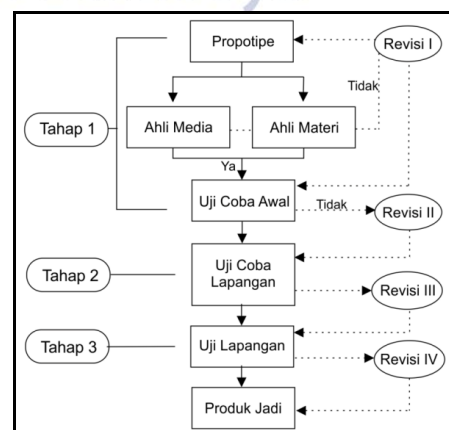 Propotipe
Revisi I
Tidak
Tahap 1
Ahli Media
Ahli Materi
Ya
Uji Coba Awal
Tidak
Revisi II
Tahap 2
Uji Coba
Lapangan
Revisi III
Tahap 3
Uji Lapangan
Revisi IV
Produk Jadi